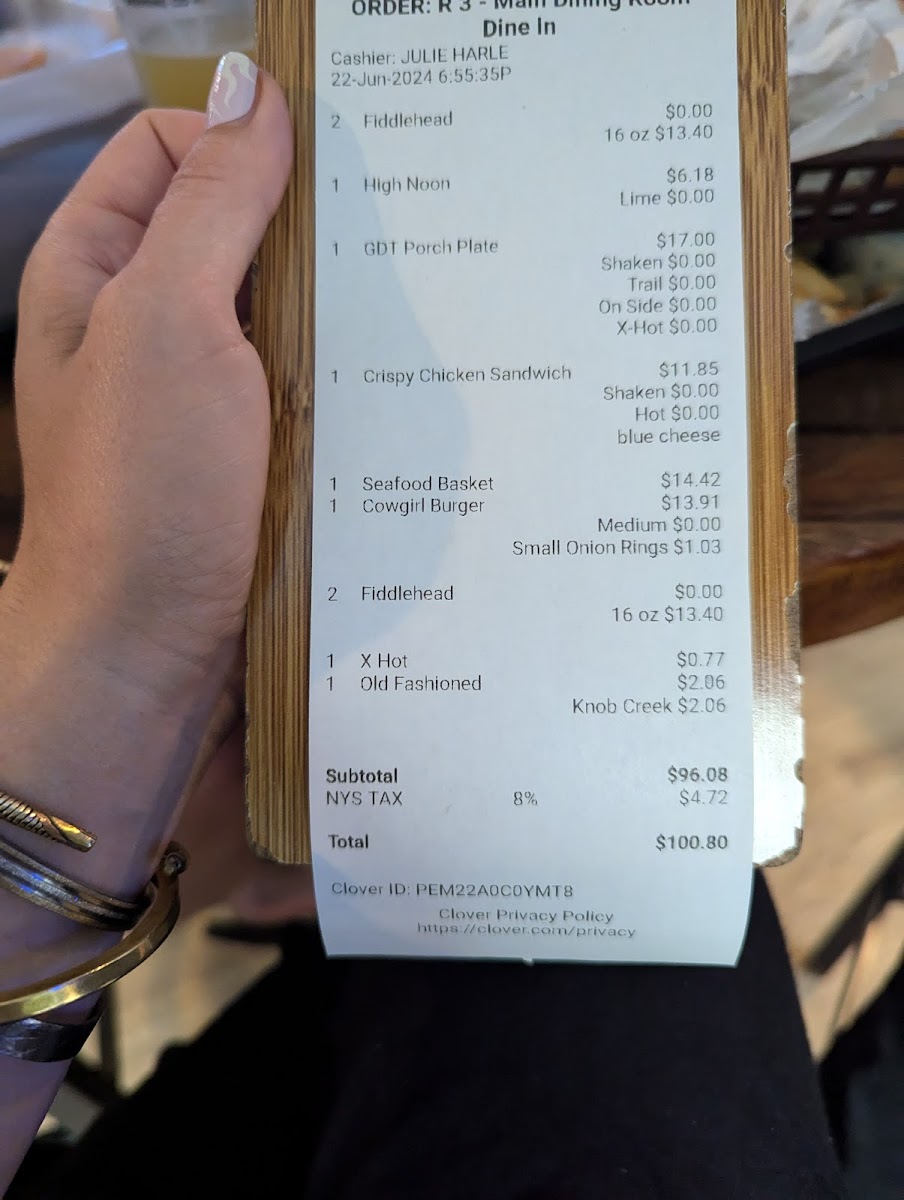 ORDER: R 3 - Main Dining Room
Dine In
Cashier: JULIE HARLE
22-Jun-2024 6:55:35P
2 Fiddlehead $0.00
16 oz $13.40
1 High Noon $6.18
Lime $0.00
1 GDT Porch Plate $17.00
Shaken $0.00
Trail $0.00
On Side $0.00
X-Hot $0.00
1 Crispy Chicken Sandwich $11.85
Shaken $0.00
Hot $0.00
blue cheese
1 Seafood Basket $14.42
1 Cowgirl Burger $13.91
Medium $0.00
Small Onion Rings $1.03
2 Fiddlehead $0.00
16 oz $13.40
1 X Hot $0.77
1 Old Fashioned $2.06
Knob Creek $2.06
Subtotal $96.08
NYS TAX 8% $4.72
Total $100.80
Clover ID: PEM22A0C0YMT8
Clover Privacy Policy
https://clover.com/privacy